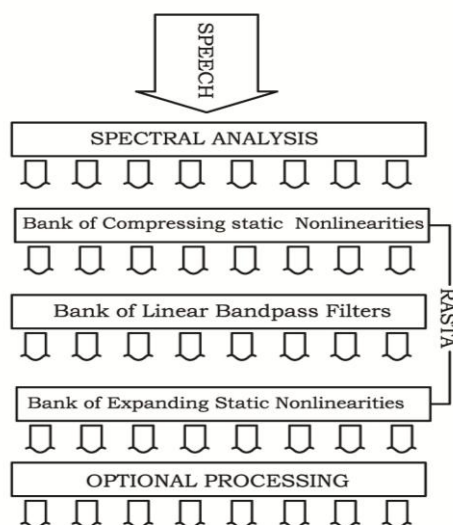 SPEECH
SPECTRAL ANALYSIS
Bank of Compressing static Nonlinearities
Bank of Linear Bandpass Filters
RASTA
Bank of Expanding Static Nonlinearities
OPTIONAL PROCESSING